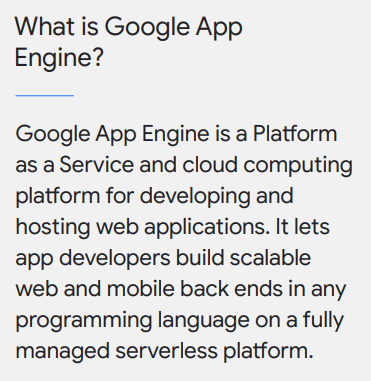 What is Google App
Engine?
Google App Engine is a Platform
as a Service and cloud computing
platform for developing and
hosting web applications. It lets
app developers build scalable
web and mobile back ends in any
programming language on a fully
managed serverless platform.